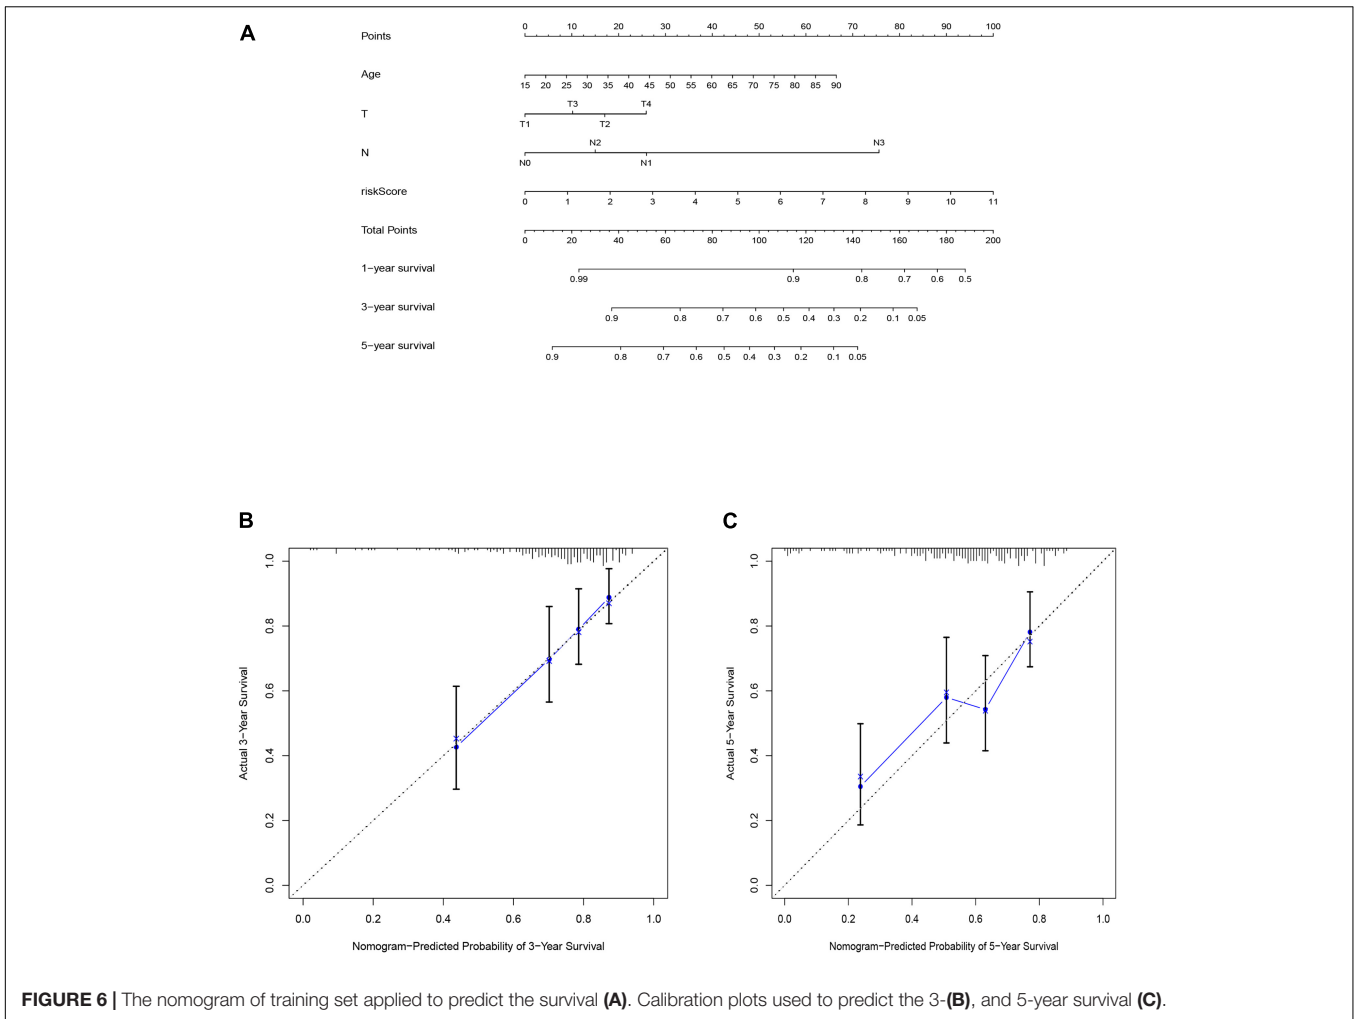 A
Points
0 10 20 30 40 50 60 70 80 90 100
Age
15 20 25 30 35 40 45 50 55 60 65 70 75 80 85 90
T3 T4
T
T1 T2
N2 N3
N
N0 N1
riskScore
0 1 2 3 4 5 6 7 8 9 10 11
Total Points
0 20 40 60 80 100 120 140 160 180 200
1−year survival
0.99 0.9 0.8 0.7 0.6 0.5
3−year survival
0.9 0.8 0.7 0.6 0.5 0.4 0.3 0.2 0.1 0.05
5−year survival
0.9 0.8 0.7 0.6 0.5 0.4 0.3 0.2 0.1 0.05
B
Actual 3−Year Survival
1.0
0.8
0.6
0.4
0.2
0.0
0.0 0.2 0.4 0.6 0.8 1.0
Nomogram−Predicted Probability of 3−Year Survival
C
Actual 5−Year Survival
1.0
0.8
0.6
0.4
0.2
0.0
0.0 0.2 0.4 0.6 0.8 1.0
Nomogram−Predicted Probability of 5−Year Survival
FIGURE 6 | The nomogram of training set applied to predict the survival (A). Calibration plots used to predict the 3-(B), and 5-year survival (C).